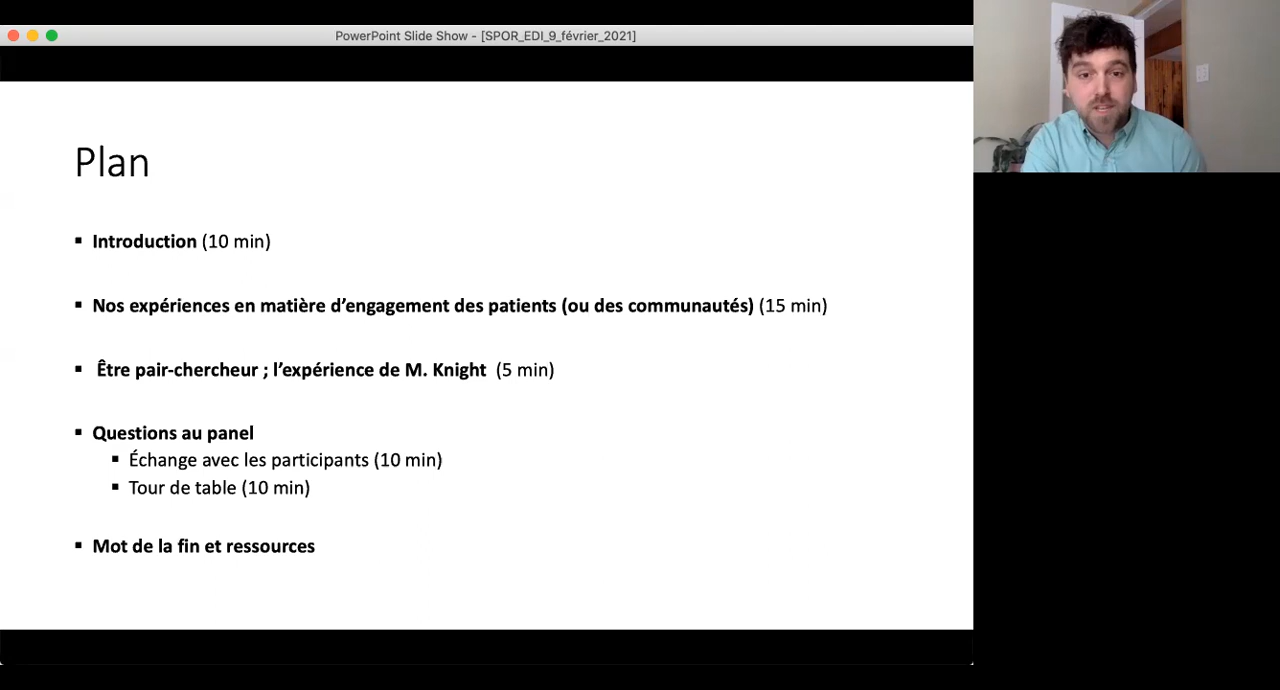 PowerPoint Slide Show - [SPOR_EDI_9_février_2021]
Plan
▪ Introduction (10 min)
▪ Nos expériences en matière d’engagement des patients (ou des communautés) (15 min)
▪ Être pair-chercheur ; l’expérience de M. Knight (5 min)
▪ Questions au panel
▪ Échange avec les participants (10 min)
▪ Tour de table (10 min)
▪ Mot de la fin et ressources